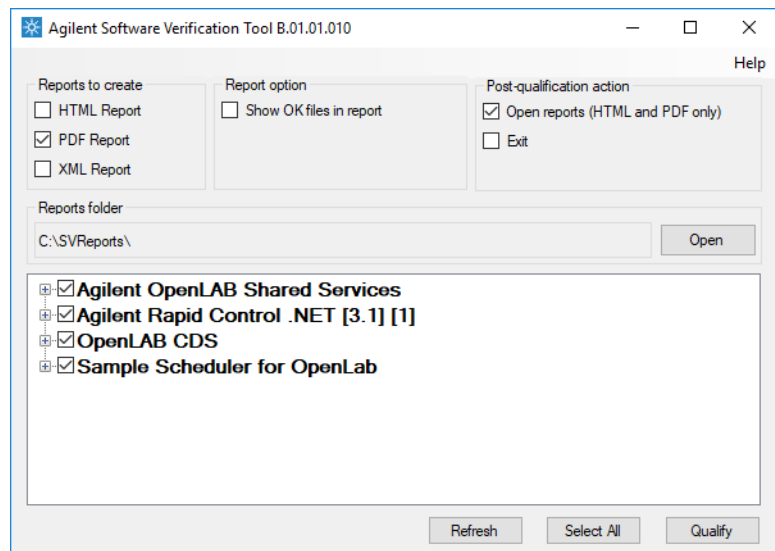 Agilent Software Verification Tool B.01.01.010
Help
Reports to create
HTML Report
PDF Report
XML Report
Report option
Show OK files in report
Post-qualification action
Open reports (HTML and PDF only)
Exit
Reports folder
C:\SVReports\
Open
Agilent OpenLAB Shared Services
Agilent Rapid Control .NET [3.1] [1]
OpenLAB CDS
Sample Scheduler for OpenLab
Refresh
Select All
Qualify